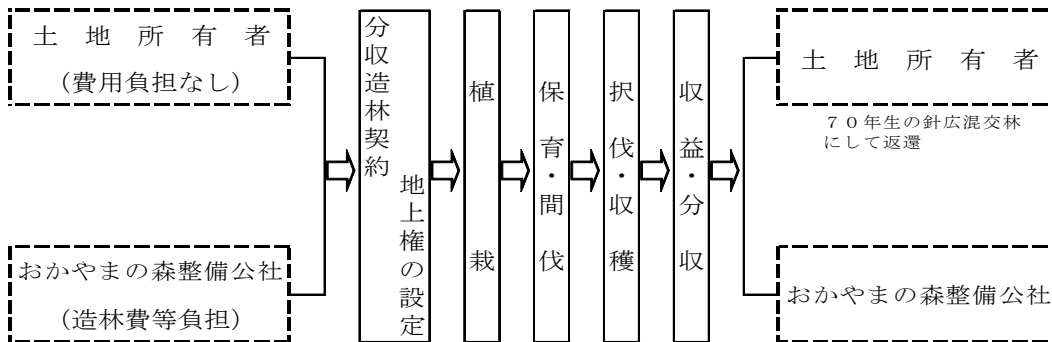 土地所有者
(費用負担なし)
おかやまの森整備公社
(造林費等負担)
分収造林契約
地上権の設定
植栽
保育・間伐
択伐・収穫
収益・分収
土地所有者
70年生の針広混交林
にして返還
おかやまの森整備公社